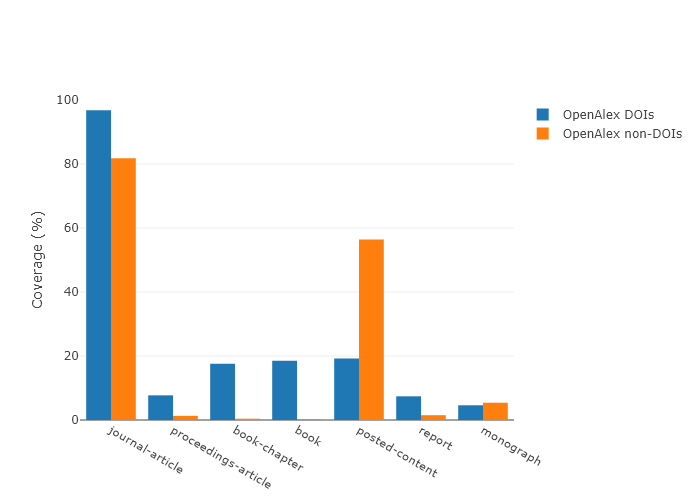 100
80
60
40
20
0
Coverage (%)
journal-article
proceedings-article
book-chapter
book
posted-content
report
monograph
OpenAlex DOIs
OpenAlex non-DOIs